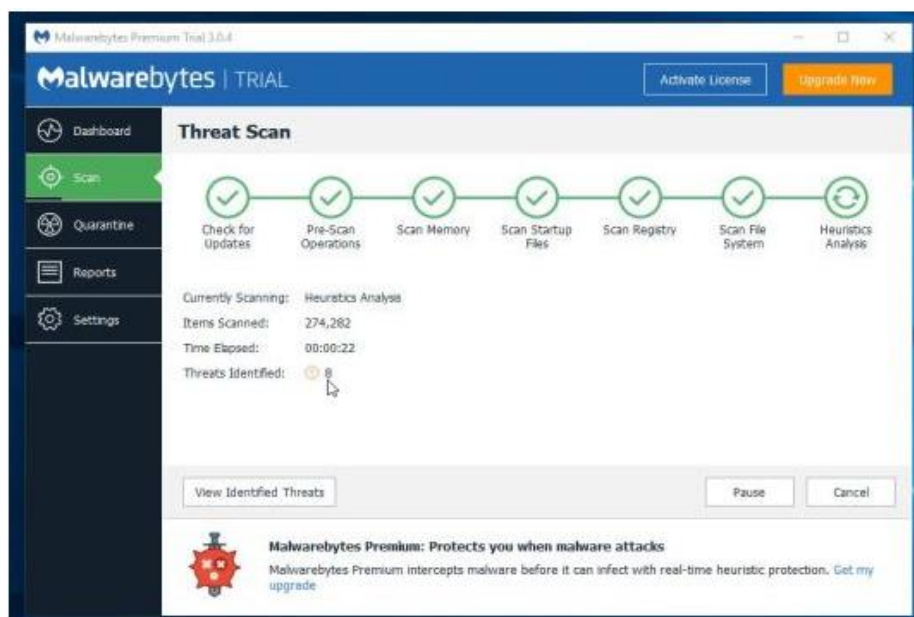 Malwarebytes Premium Trial 3.0.4
Malwarebytes | TRIAL
Activate License
Upgrade Now
Dashboard
Scan
Quarantine
Reports
Settings
Threat Scan
Check for
Updates
Pre-Scan
Operations
Scan Memory
Scan Startup
Files
Scan Registry
Scan File
System
Heuristics
Analysis
Currently Scanning: Heuristics Analysis
Items Scanned: 274,282
Time Elapsed: 00:00:22
Threats Identified: 8
View Identified Threats
Pause
Cancel
Malwarebytes Premium: Protects you when malware attacks
Malwarebytes Premium intercepts malware before it can infect with real-time heuristic protection. Get my
upgrade